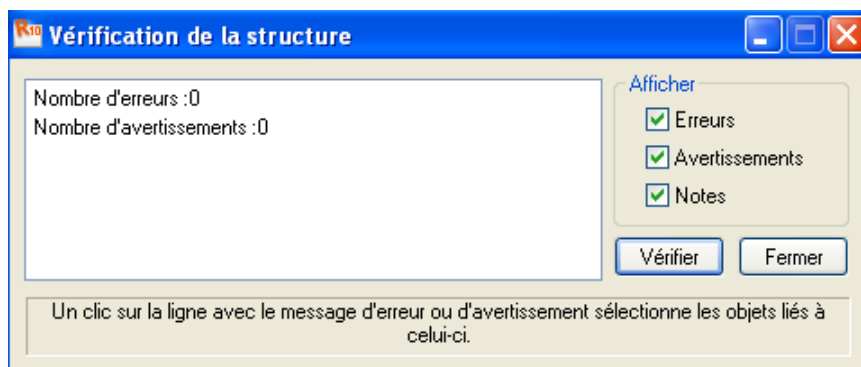 R10 Vérification de la structure
Nombre d'erreurs :0
Nombre d'avertissements :0
Afficher
Erreurs
Avertissements
Notes
Vérifier Fermer
Un clic sur la ligne avec le message d'erreur ou d'avertissement sélectionne les objets liés à
celui-ci.